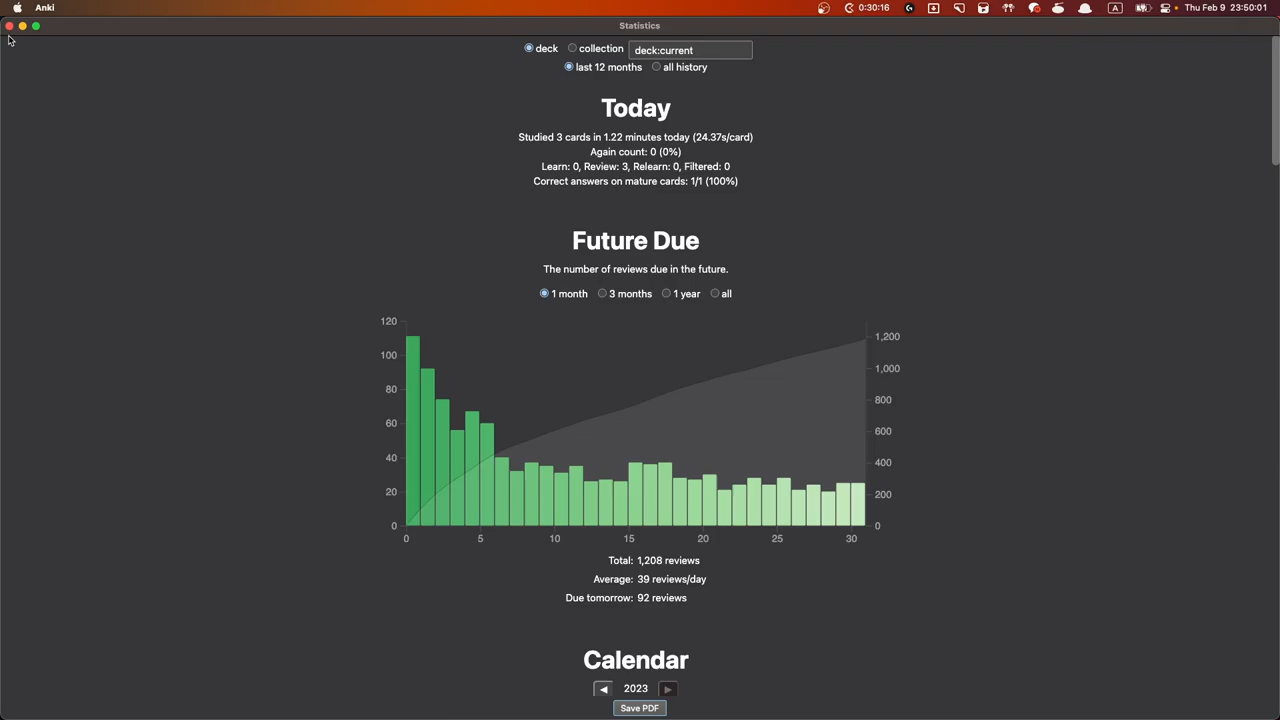 Anki
0:30:16
A
Thu Feb 9 23:50:01
Statistics
deck collection deck:current
last 12 months all history
Today
Studied 3 cards in 1.22 minutes today (24.37s/card)
Again count: 0 (0%)
Learn: 0, Review: 3, Relearn: 0, Filtered: 0
Correct answers on mature cards: 1/1 (100%)
Future Due
The number of reviews due in the future.
1 month 3 months 1 year all
120
100
80
60
40
20
0
1,200
1,000
800
600
400
200
0
0 5 10 15 20 25 30
Total: 1,208 reviews
Average: 39 reviews/day
Due tomorrow: 92 reviews
Calendar
2023
Save PDF